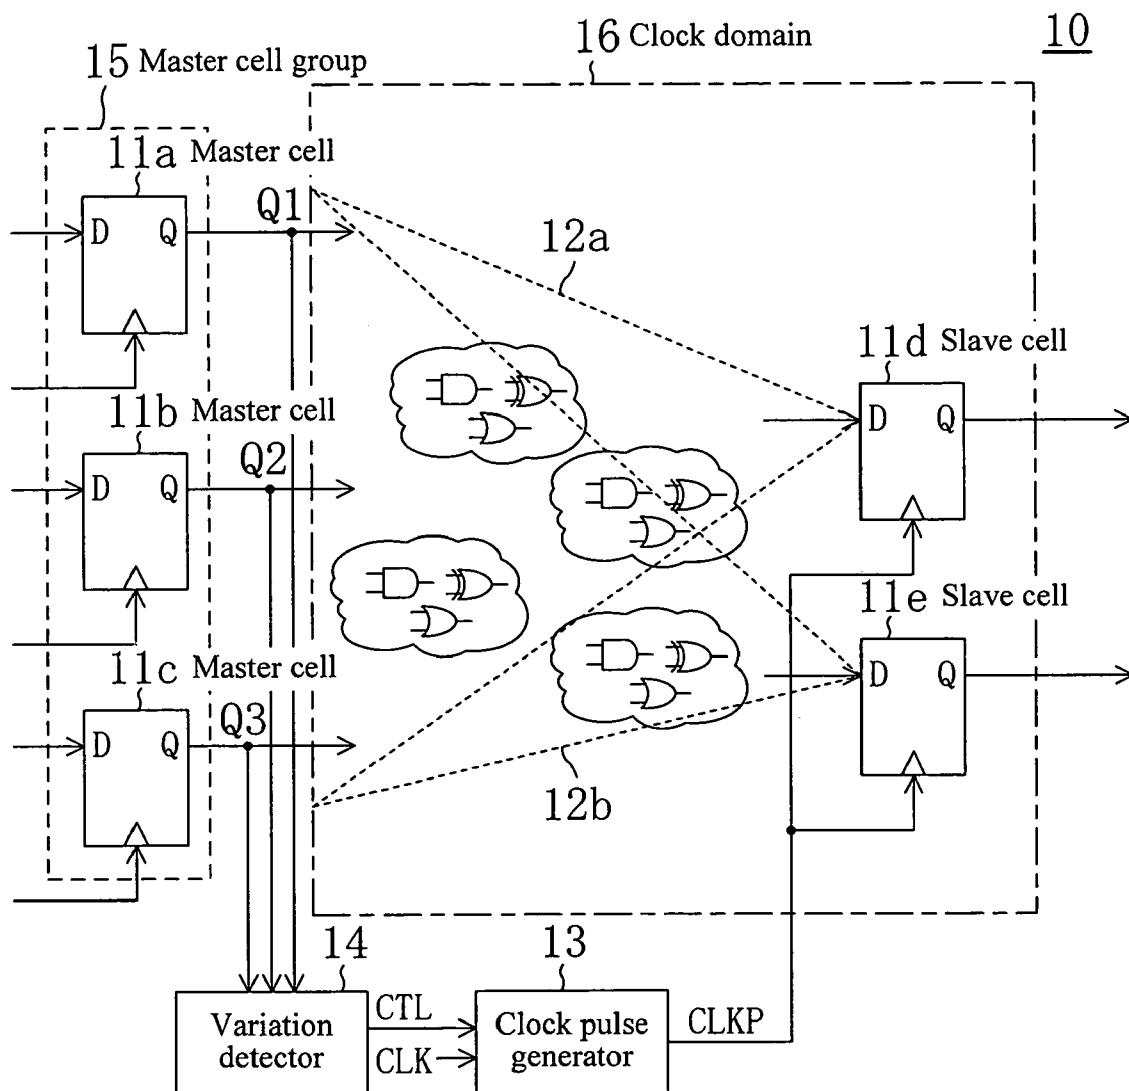 10
16 Clock domain
15 Master cell group
11a Master cell
D Q
Q1
12a
11d Slave cell
D Q
11b Master cell
D Q
Q2
11e Slave cell
D Q
11c Master cell
D Q
Q3
12b
14
13
Variation
detector
CTL
CLK
Clock pulse
generator
CLKP